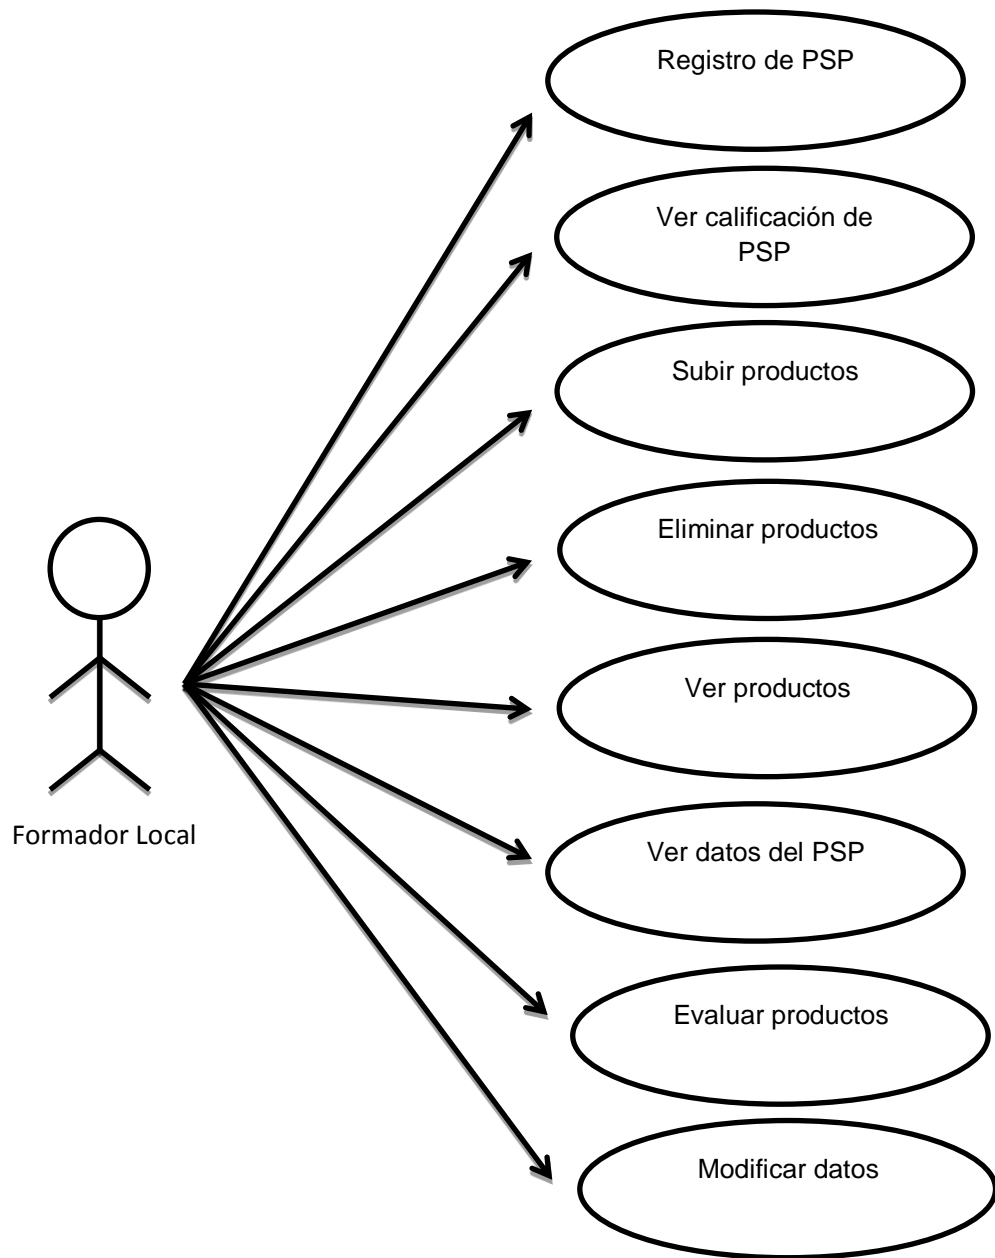 Registro de PSP
Ver calificación de
PSP
Subir productos
Eliminar productos
Ver productos
Formador Local
Ver datos del PSP
Evaluar productos
Modificar datos